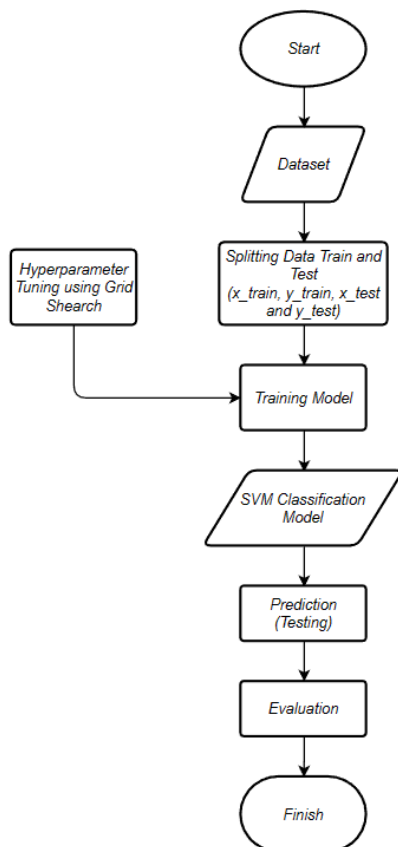 Start
Dataset
Splitting Data Train and
Test
(x_train, y_train, x_test
and y_test)
Hyperparameter
Tuning using Grid
Shearch
Training Model
SVM Classification
Model
Prediction
(Testing)
Evaluation
Finish